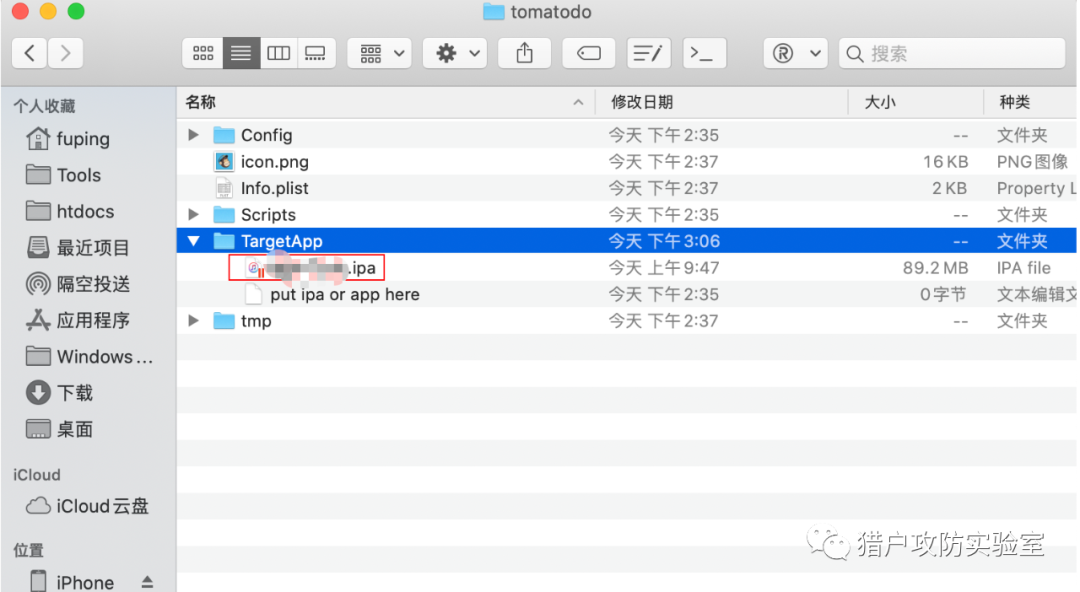 tomatodo
搜索
个人收藏
fuping
Tools
htdocs
最近项目
隔空投送
应用程序
Windows...
下载
桌面
iCloud
iCloud云盘
位置
iPhone
名称 修改日期 大小 种类
Config 今天 下午2:35 -- 文件夹
icon.png 今天 下午2:37 16 KB PNG图像
Info.plist 今天 下午2:37 2 KB Property L
Scripts 今天 下午2:35 -- 文件夹
TargetApp 今天 下午3:06 -- 文件夹
.ipa 今天 上午9:47 89.2 MB IPA file
put ipa or app here 今天 下午2:35 0字节 文本编辑文
tmp 今天 下午2:37 -- 文件夹
猎户攻防实验室